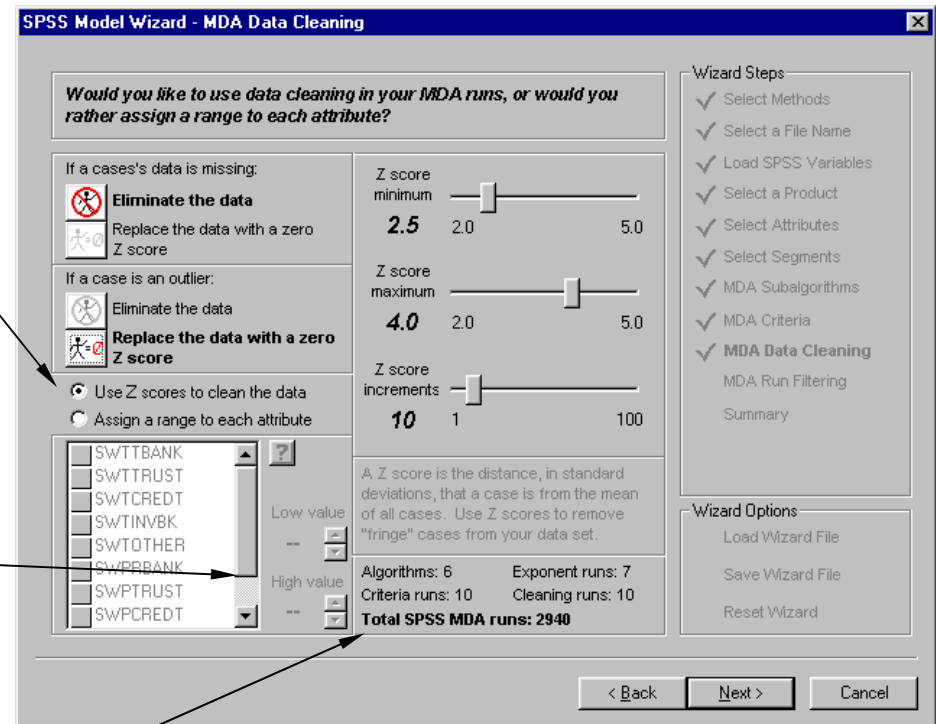 SPSS Model Wizard - MDA Data Cleaning
Would you like to use data cleaning in your MDA runs, or would you
rather assign a range to each attribute?
If a cases's data is missing:
Eliminate the data
Replace the data with a zero
Z score
If a case is an outlier:
Eliminate the data
Replace the data with a zero
Z score
Use Z scores to clean the data
Assign a range to each attribute
SWTTBANK
SWTTRUST
SWTCREDT
SWTINVBK
SWTOTHER
SWPRBANK
SWPTRUST
SWPCREDT
?
Low value
--
High value
--
Z score
minimum
2.5 2.0 5.0
Z score
maximum
4.0 2.0 5.0
Z score
increments
10 1 100
A Z score is the distance, in standard
deviations, that a case is from the mean
of all cases. Use Z scores to remove
"fringe" cases from your data set.
Algorithms: 6 Exponent runs: 7
Criteria runs: 10 Cleaning runs: 10
Total SPSS MDA runs: 2940
Wizard Steps
Select Methods
Select a File Name
Load SPSS Variables
Select a Product
Select Attributes
Select Segments
MDA Subalgorithms
MDA Criteria
MDA Data Cleaning
MDA Run Filtering
Summary
Wizard Options
Load Wizard File
Save Wizard File
Reset Wizard
< Back Next > Cancel